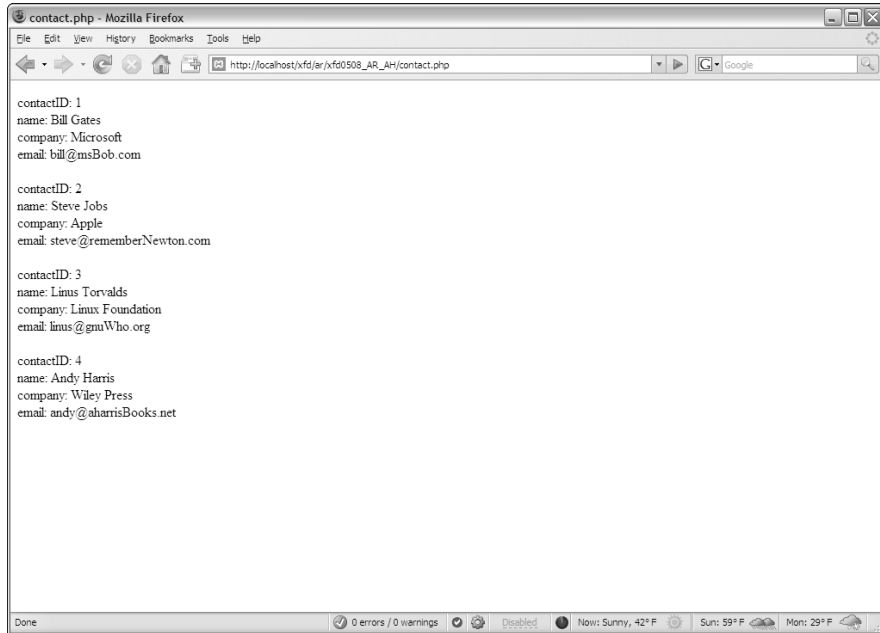 contact.php - Mozilla Firefox
File Edit View History Bookmarks Tools Help
http://localhost/xfd/ar/xfd0508_AR_AH/contact.php
G Google
contactID: 1
name: Bill Gates
company: Microsoft
email: bill@msBob.com
contactID: 2
name: Steve Jobs
company: Apple
email: steve@rememberNewton.com
contactID: 3
name: Linus Torvalds
company: Linux Foundation
email: linus@gnuWho.org
contactID: 4
name: Andy Harris
company: Wiley Press
email: andy@aharrisBooks.net
Done 0 errors / 0 warnings Disabled Now: Sunny, 42° F Sun: 59° F Mon: 29° F